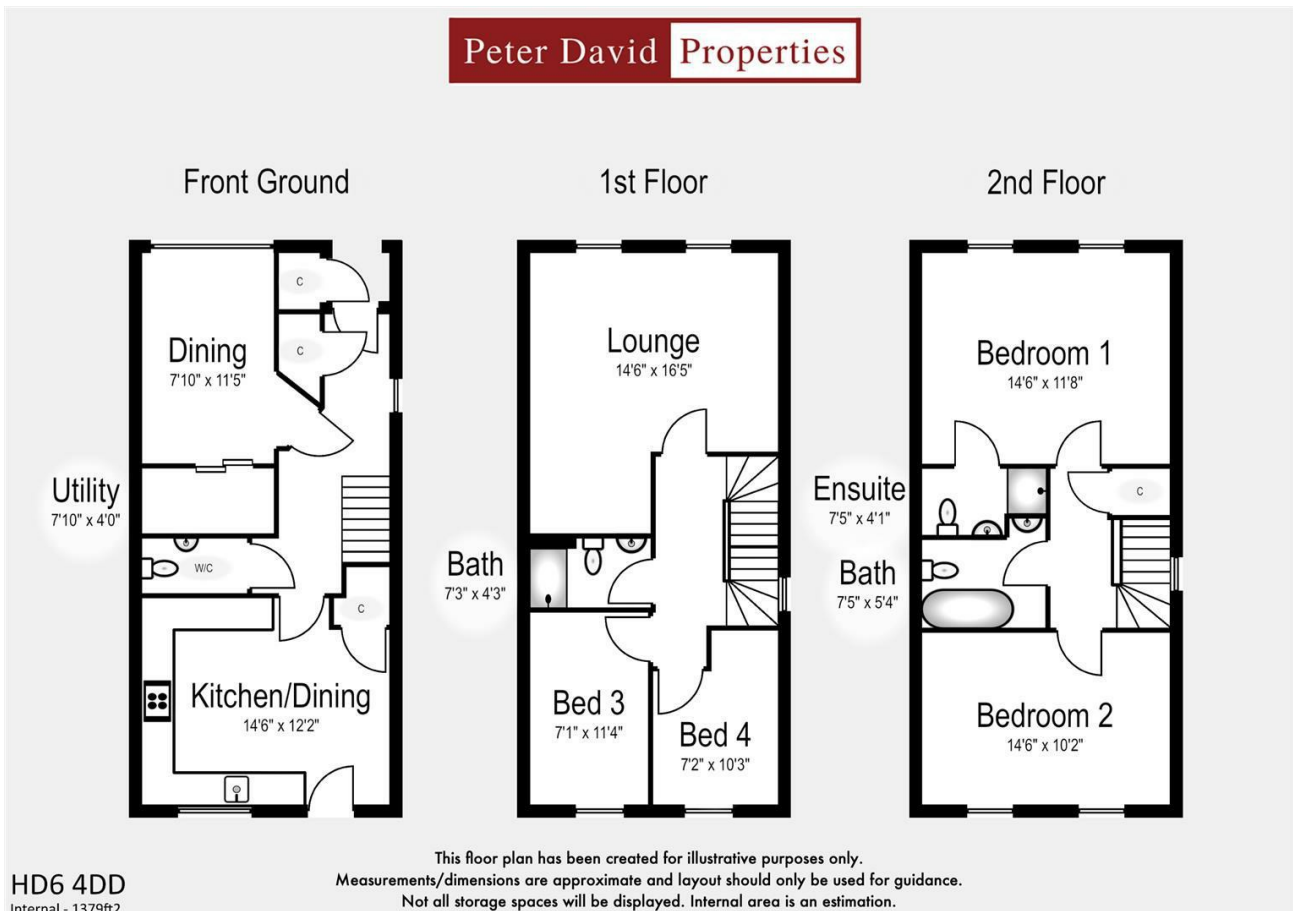 Peter David Properties
Front Ground
1st Floor
2nd Floor
C
C
Dining
7'10" x 11'5"
Utility
7'10" x 4'0"
W/C
C
Kitchen/Dining
14'6" x 12'2"
Lounge
14'6" x 16'5"
Bath
7'3" x 4'3"
Bed 3
7'1" x 11'4"
Bed 4
7'2" x 10'3"
Bedroom 1
14'6" x 11'8"
Ensuite
7'5" x 4'1"
C
Bath
7'5" x 5'4"
Bedroom 2
14'6" x 10'2"
This floor plan has been created for illustrative purposes only.
Measurements/dimensions are approximate and layout should only be used for guidance.
Not all storage spaces will be displayed. Internal area is an estimation.
HD6 4DD
Internal - 1379ft2